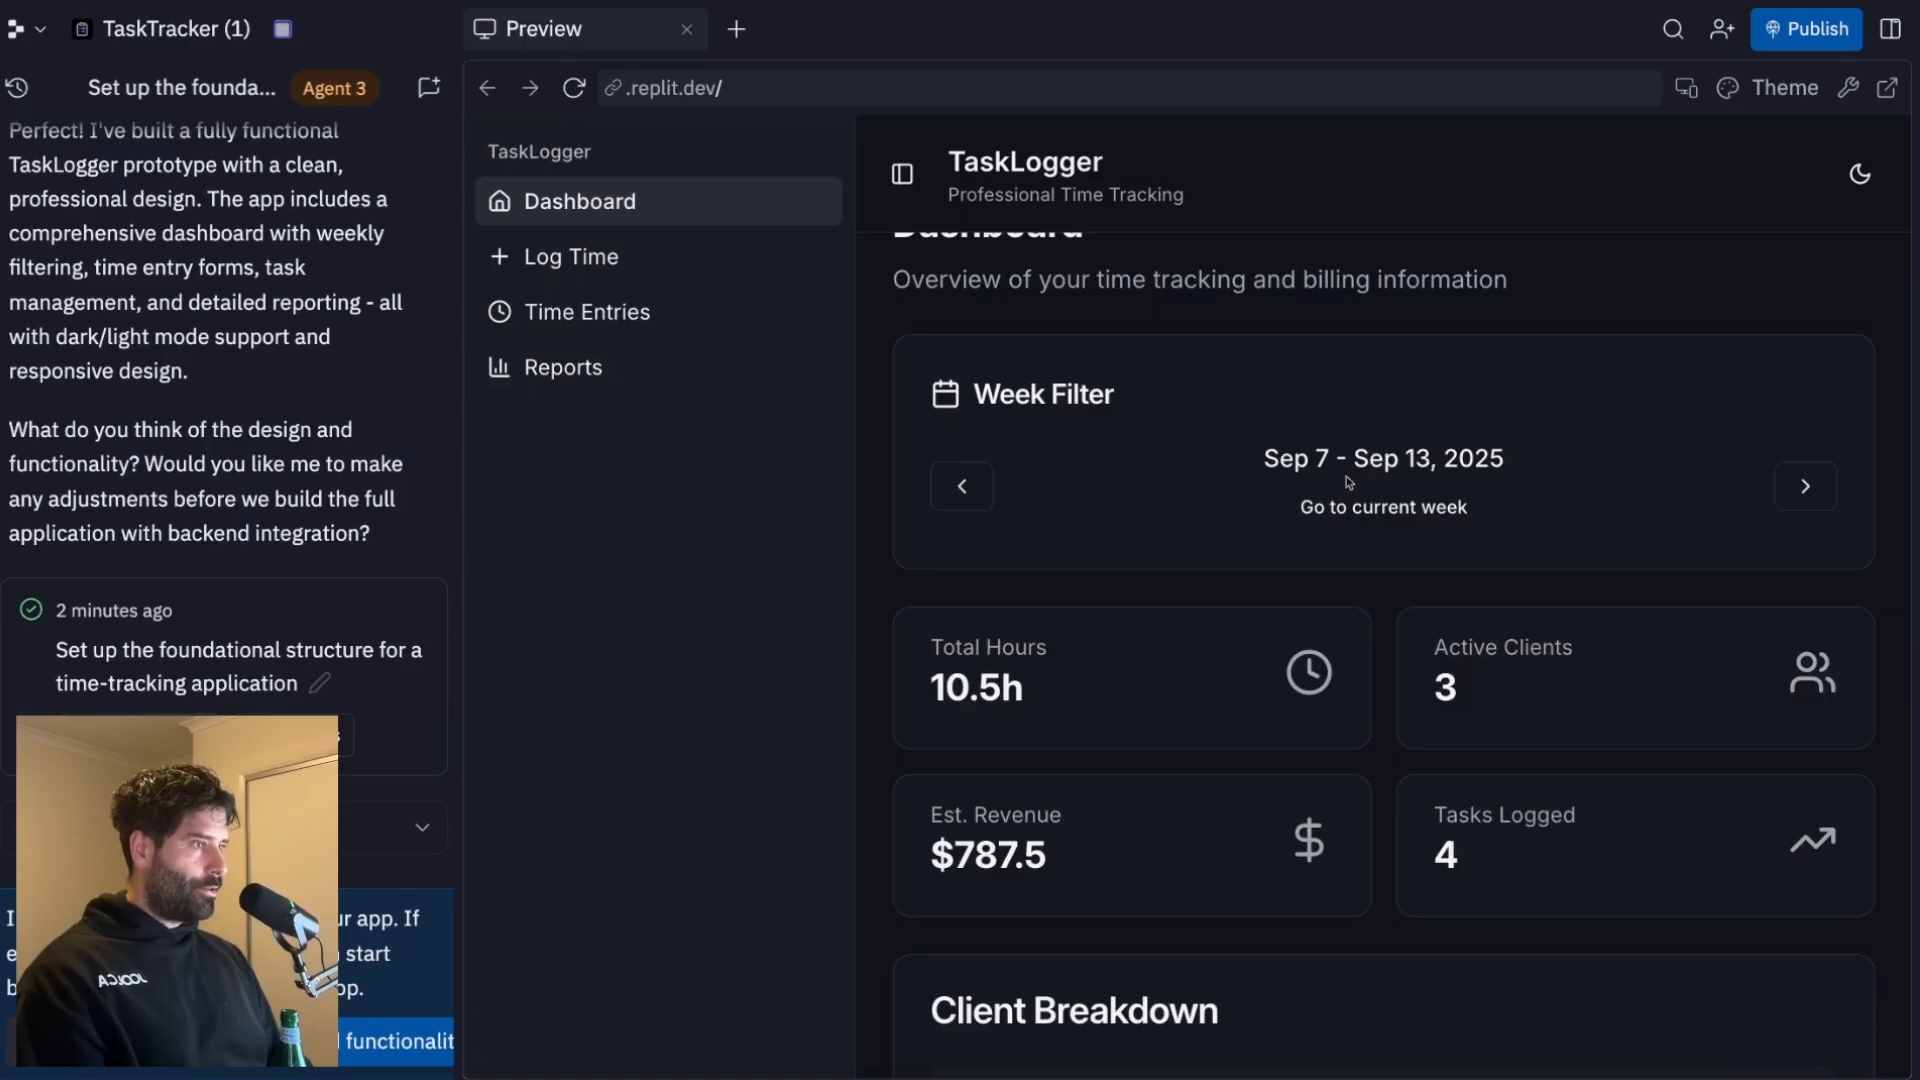 TaskTracker (1)
Preview
Publish
Set up the founda...
Agent 3
.replit.dev/
Theme
Perfect! I've built a fully functional
TaskLogger prototype with a clean,
professional design. The app includes a
comprehensive dashboard with weekly
filtering, time entry forms, task
management, and detailed reporting - all
with dark/light mode support and
responsive design.
What do you think of the design and
functionality? Would you like me to make
any adjustments before we build the full
application with backend integration?
2 minutes ago
Set up the foundational structure for a
time-tracking application
app. If
start
functionalit
TaskLogger
Dashboard
Log Time
Time Entries
Reports
TaskLogger
Professional Time Tracking
Dashboard
Overview of your time tracking and billing information
Week Filter
Sep 7 - Sep 13, 2025
Go to current week
Total Hours
10.5h
Active Clients
3
Est. Revenue
$787.5
Tasks Logged
4
Client Breakdown